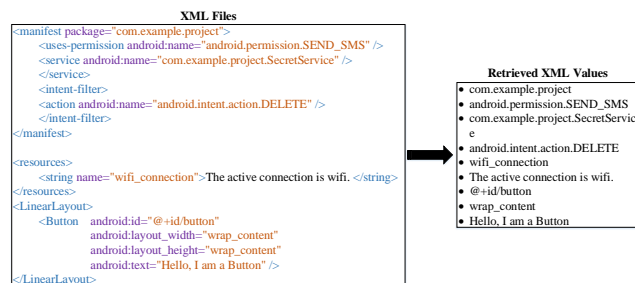 XML Files
<manifest package="com.example.project">
<uses-permission android:name="android.permission.SEND_SMS" />
<service android:name="com.example.project.SecretService" />
</service>
<intent-filter>
<action android:name="android.intent.action.DELETE" />
</intent-filter>
</manifest>
<resources>
<string name="wifi_connection">The active connection is wifi. </string>
</resources>
<LinearLayout>
<Button android:id="@+id/button"
android:layout_width="wrap_content"
android:layout_height="wrap_content"
android:text="Hello, I am a Button" />
</LinearLayout>
Retrieved XML Values
• com.example.project
• android.permission.SEND_SMS
• com.example.project.SecretServic
e
• android.intent.action.DELETE
• wifi_connection
• The active connection is wifi.
• @+id/button
• wrap_content
• Hello, I am a Button